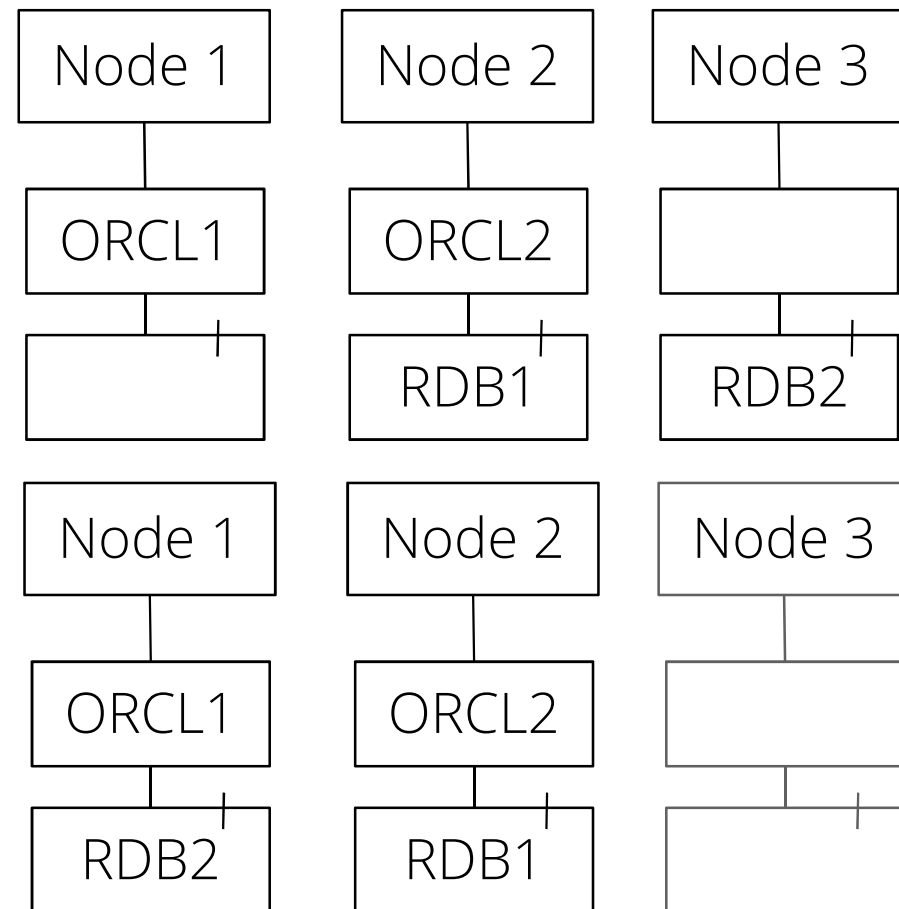 Node 1 Node 2 Node 3
ORCL1 ORCL2
RDB1 RDB2
Node 1 Node 2 Node 3
ORCL1 ORCL2
RDB2 RDB1